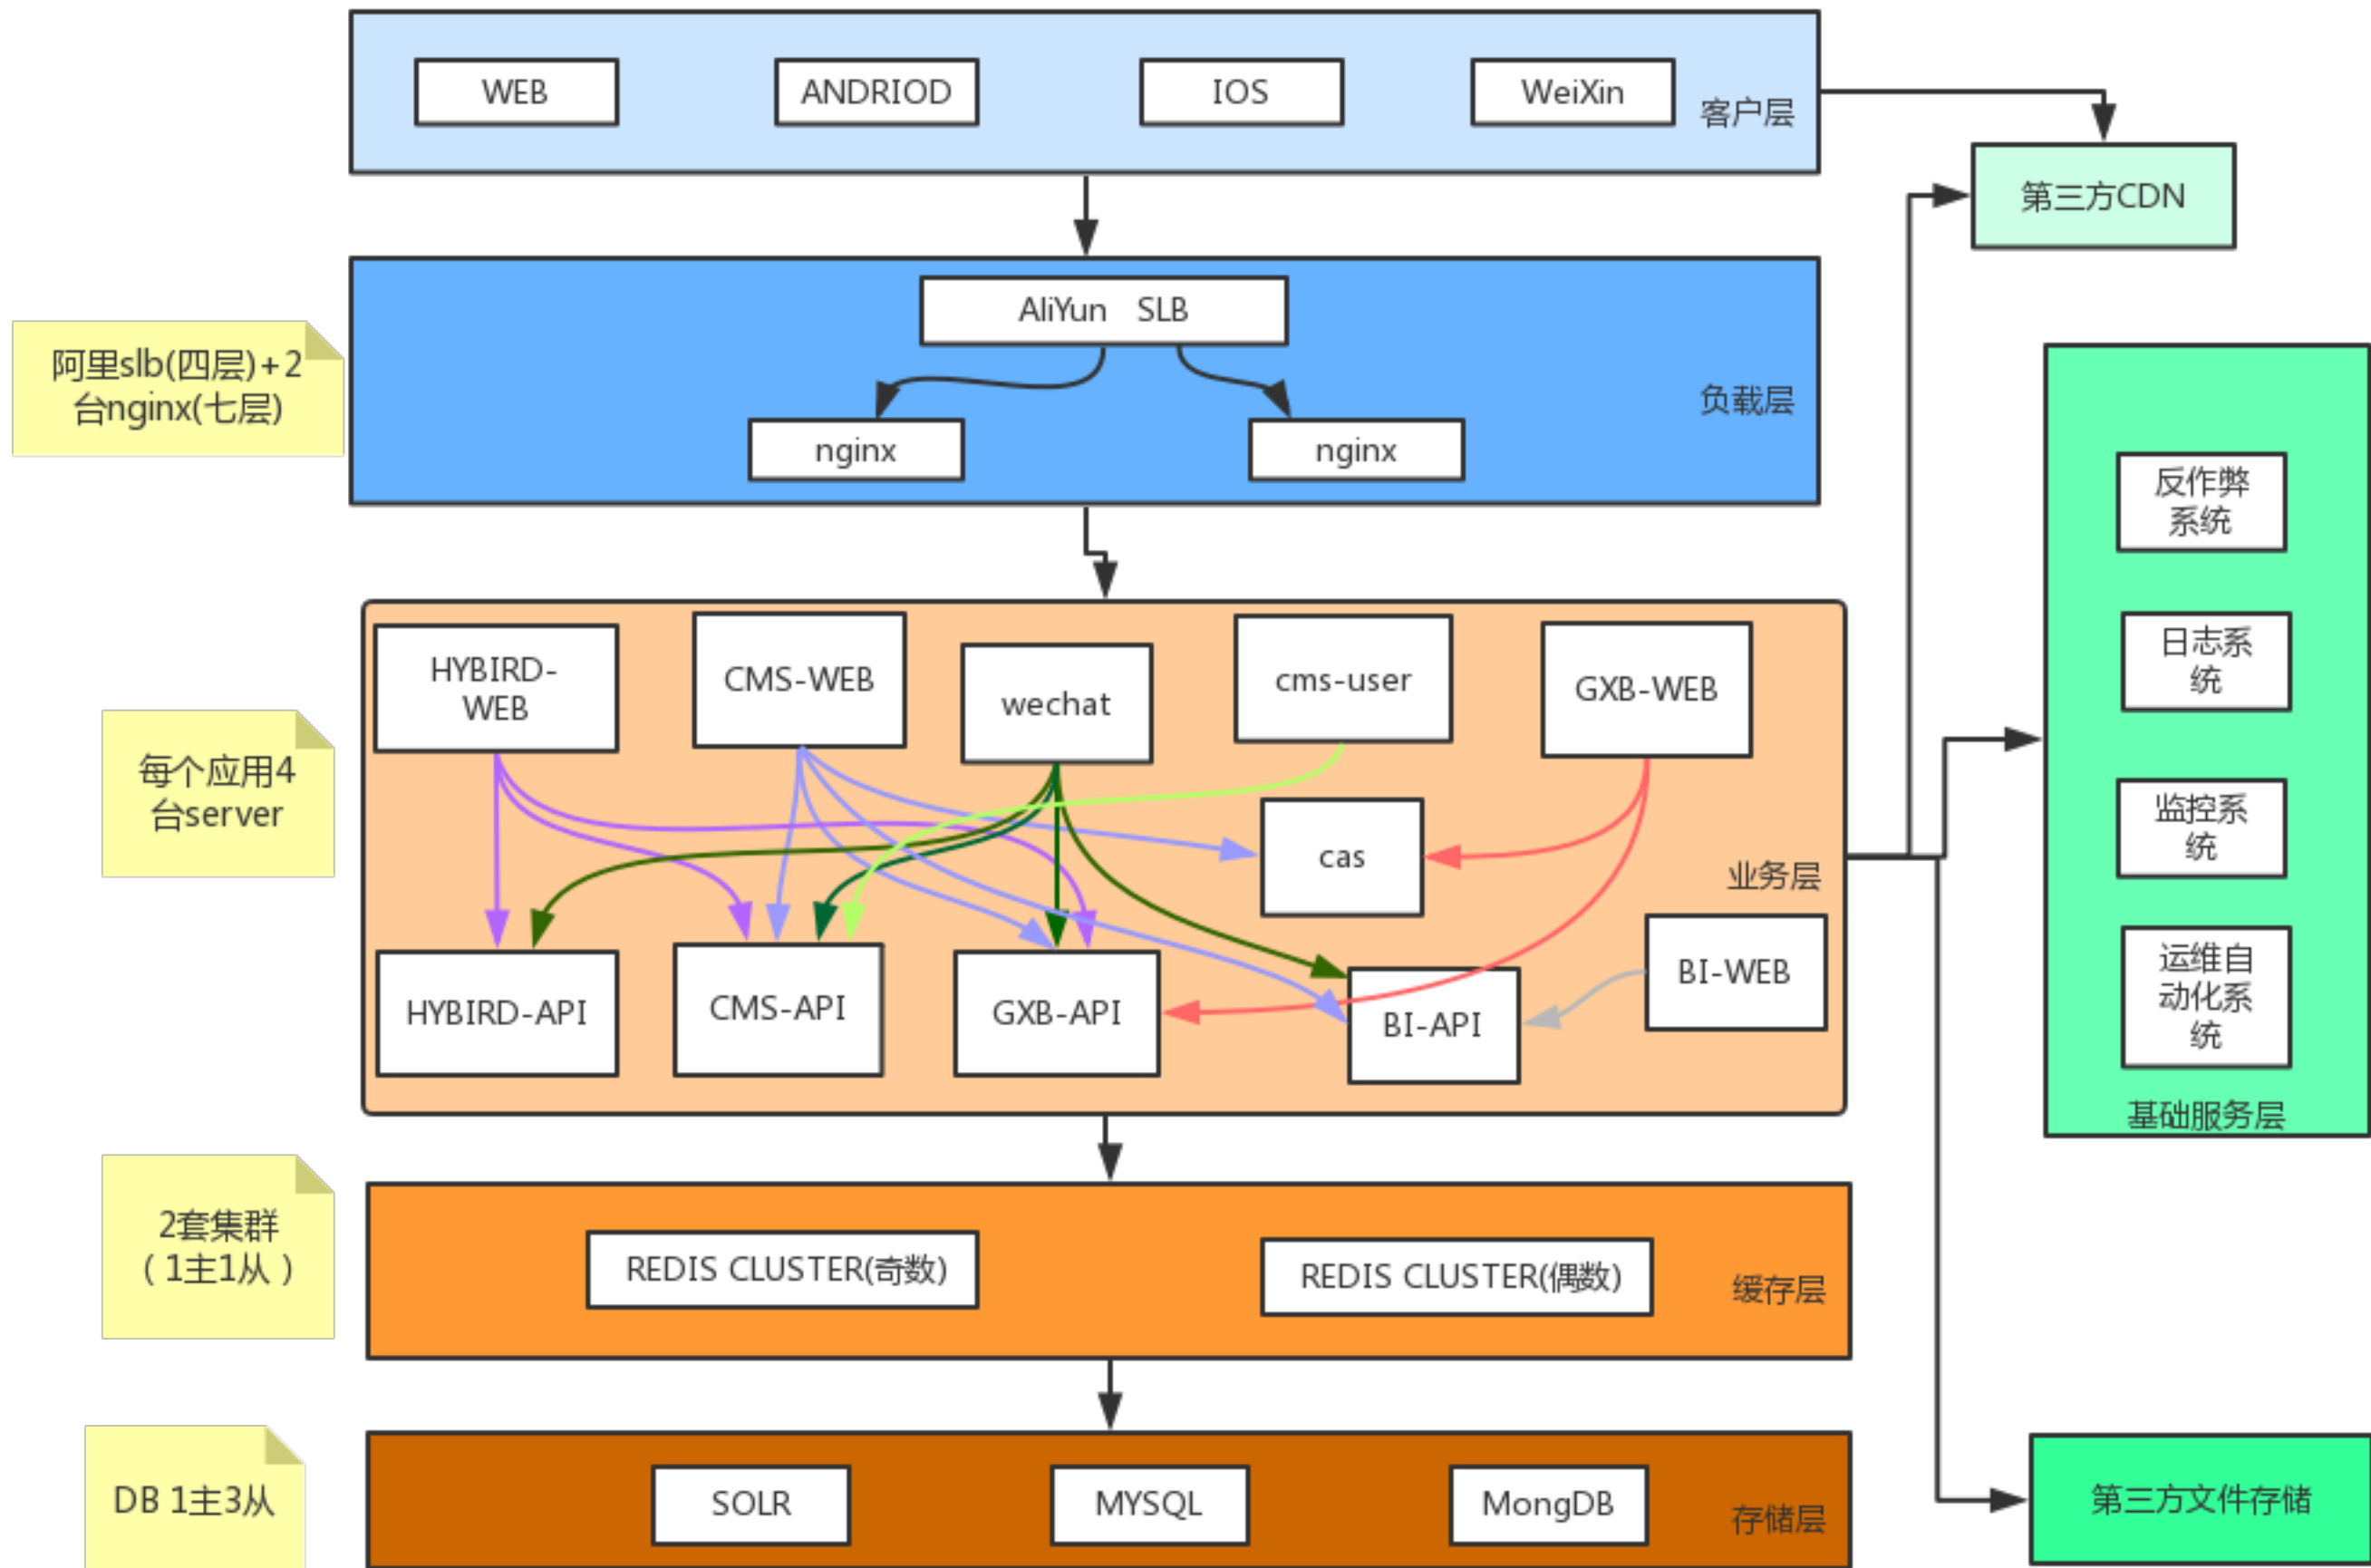 WEB
ANDRIOD
IOS
WeiXin
客户层
第三方CDN
AliYun SLB
阿里slb(四层)+2
台nginx(七层)
负载层
nginx
nginx
反作弊
系统
日志系
统
监控系
统
运维自
动化系
统
基础服务层
HYBIRD-
WEB
CMS-WEB
wechat
cms-user
GXB-WEB
每个应用4
台server
cas
业务层
HYBIRD-API
CMS-API
GXB-API
BI-API
BI-WEB
2套集群
（1主1从）
REDIS CLUSTER(奇数)
REDIS CLUSTER(偶数)
缓存层
DB 1主3从
SOLR
MYSQL
MongDB
存储层
第三方文件存储